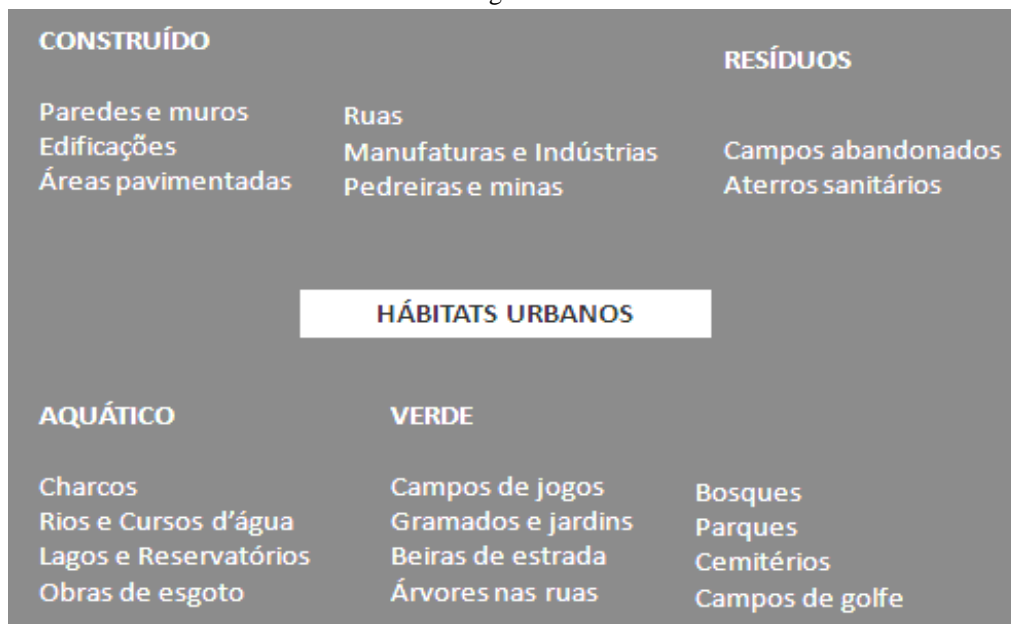 CONSTRUÍDO
Paredes e muros
Edificações
Áreas pavimentadas
Ruas
Manufaturas e Indústrias
Pedreiras e minas
RESÍDUOS
Campos abandonados
Aterros sanitários
HÁBITATS URBANOS
AQUÁTICO
Charcos
Rios e Cursos d'água
Lagos e Reservatórios
Obras de esgoto
VERDE
Campos de jogos
Gramados e jardins
Beiras de estrada
Árvores nas ruas
Bosques
Parques
Cemitérios
Campos de golfe